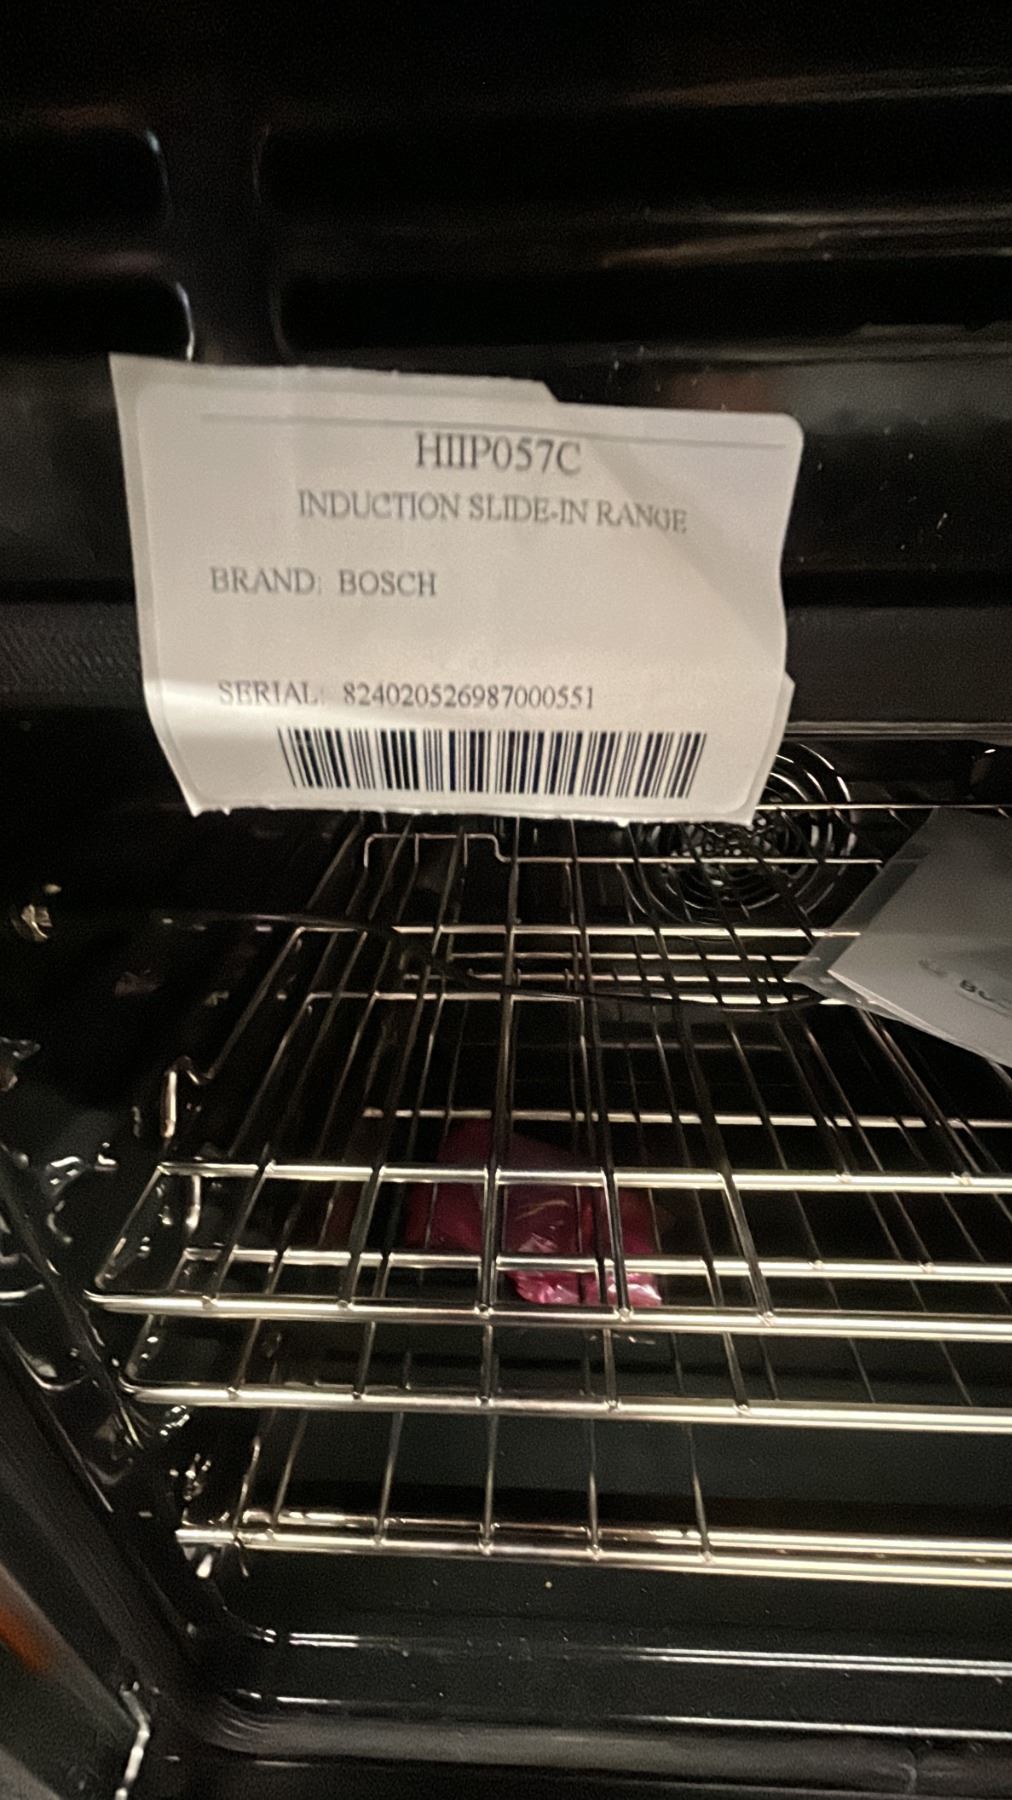 HIIP057C
INDUCTION SLIDE-IN RANGE
BRAND: BOSCH
SERIAL: 824020526987000551